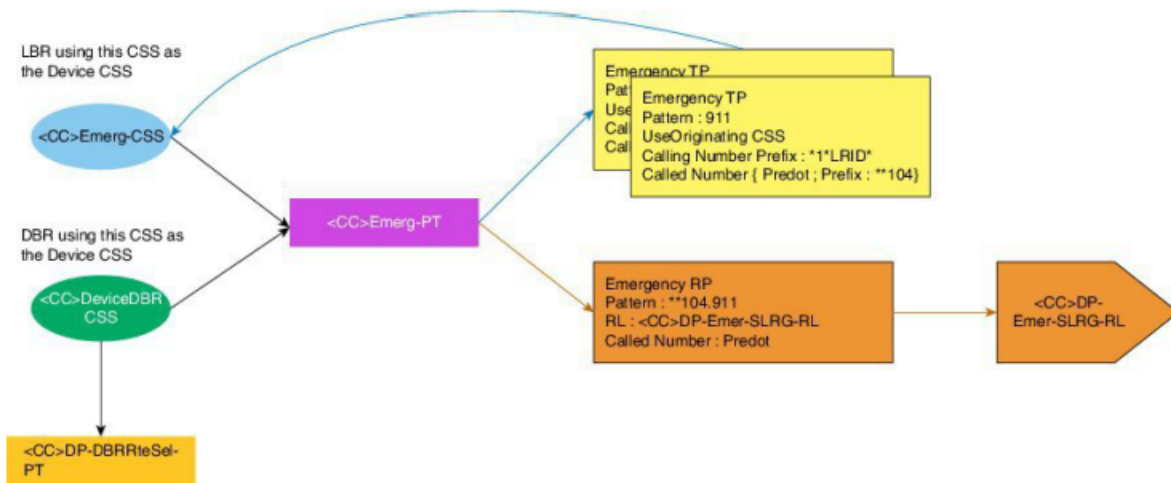 LBR using this CSS as
the Device CSS
<CC>Emerg-CSS
DBR using this CSS as
the Device CSS
<CC>DeviceDBR
CSS
<CC>DP-DBRRteSel-
PT
<CC>Emerg-PT
Emergency TP
Pat
Use
Call
Call
Emergency TP
Pattern : 911
UseOriginating CSS
Calling Number Prefix : *1*LRID*
Called Number { Predot ; Prefix : **104}
Emergency RP
Pattern : **104.911
RL : <CC>DP-Emer-SLRG-RL
Called Number : Predot
<CC>DP-
Emer-SLRG-RL